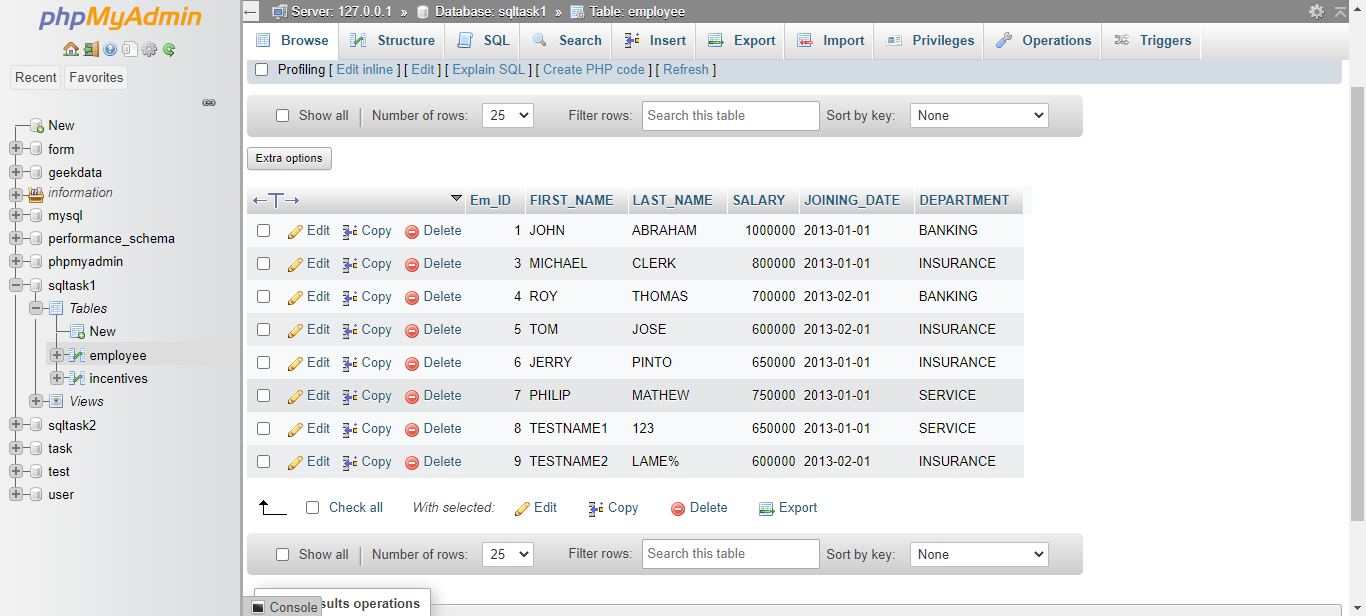 phpMyAdmin
Recent Favorites
New
form
geekdata
information
mysql
performance_schema
phpmyadmin
sqltask1
Tables
New
employee
incentives
Views
sqltask2
task
test
user
← Server: 127.0.0.1 » Database: sqltask1 » Table: employee
Browse Structure SQL Search Insert Export Import Privileges Operations Triggers
Profiling [ Edit inline ] [ Edit ] [ Explain SQL ] [ Create PHP code ] [ Refresh ]
Show all | Number of rows: 25 Filter rows: Search this table Sort by key: None
Extra options
←T→ Em_ID FIRST_NAME LAST_NAME SALARY JOINING_DATE DEPARTMENT
Edit Copy Delete 1 JOHN ABRAHAM 1000000 2013-01-01 BANKING
Edit Copy Delete 3 MICHAEL CLERK 800000 2013-01-01 INSURANCE
Edit Copy Delete 4 ROY THOMAS 700000 2013-02-01 BANKING
Edit Copy Delete 5 TOM JOSE 600000 2013-02-01 INSURANCE
Edit Copy Delete 6 JERRY PINTO 650000 2013-01-01 INSURANCE
Edit Copy Delete 7 PHILIP MATHEW 750000 2013-01-01 SERVICE
Edit Copy Delete 8 TESTNAME1 123 650000 2013-01-01 SERVICE
Edit Copy Delete 9 TESTNAME2 LAME% 600000 2013-02-01 INSURANCE
Check all With selected: Edit Copy Delete Export
Show all | Number of rows: 25 Filter rows: Search this table Sort by key: None
Console sults operations